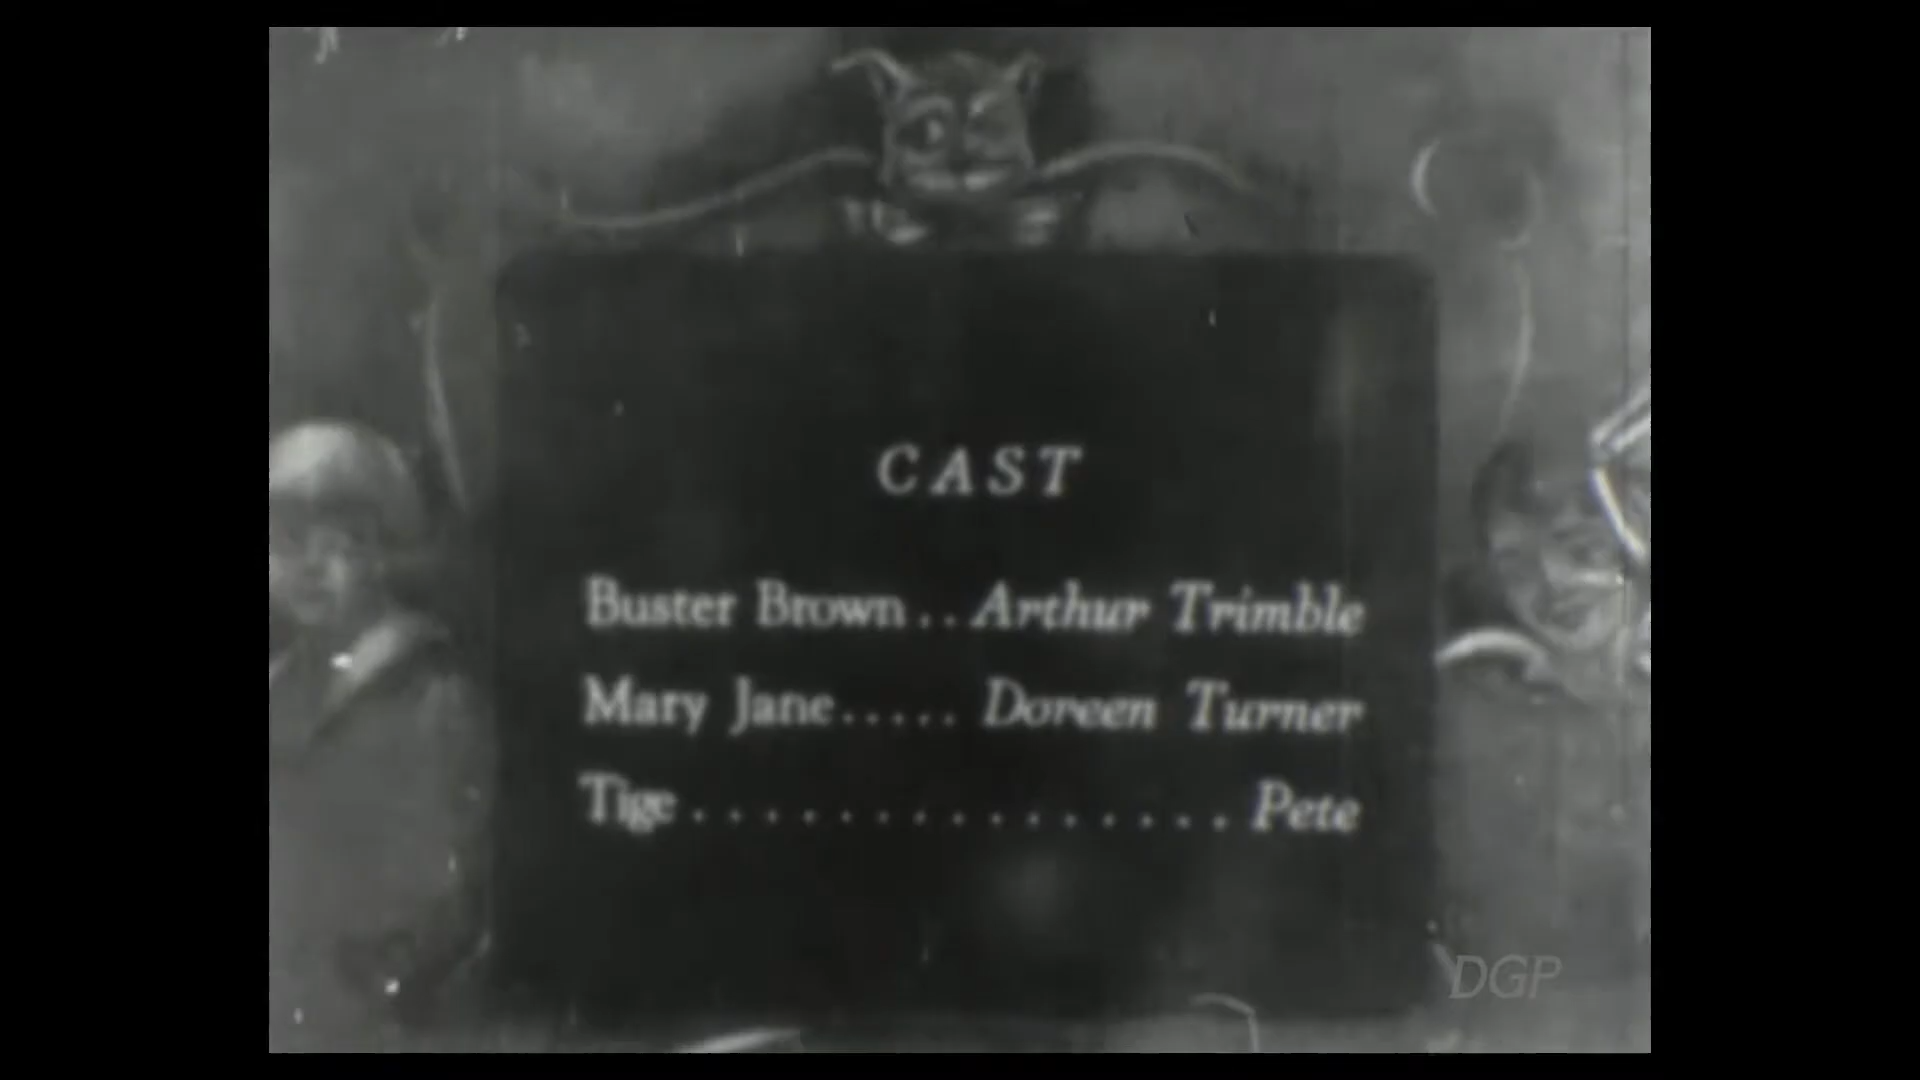 CAST
Buster Brown..Arthur Trimble
Mary Jane.....Doreen Turner
Tige...............Pete
DGP